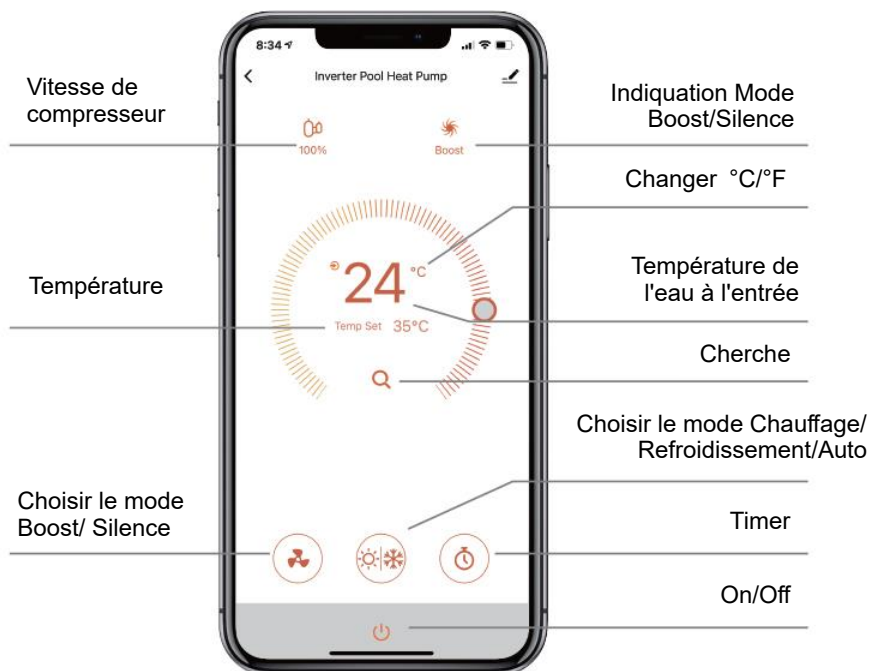 8:34
Inverter Pool Heat Pump
Vitesse de
compresseur
100%
Boost
Indiquation Mode
Boost/Silence
Changer °C/°F
24 °C
Température de
l'eau à l'entrée
Température
Temp Set 35°C
Cherche
Choisir le mode Chauffage/
Refroidissement/Auto
Choisir le mode
Boost/ Silence
Timer
On/Off